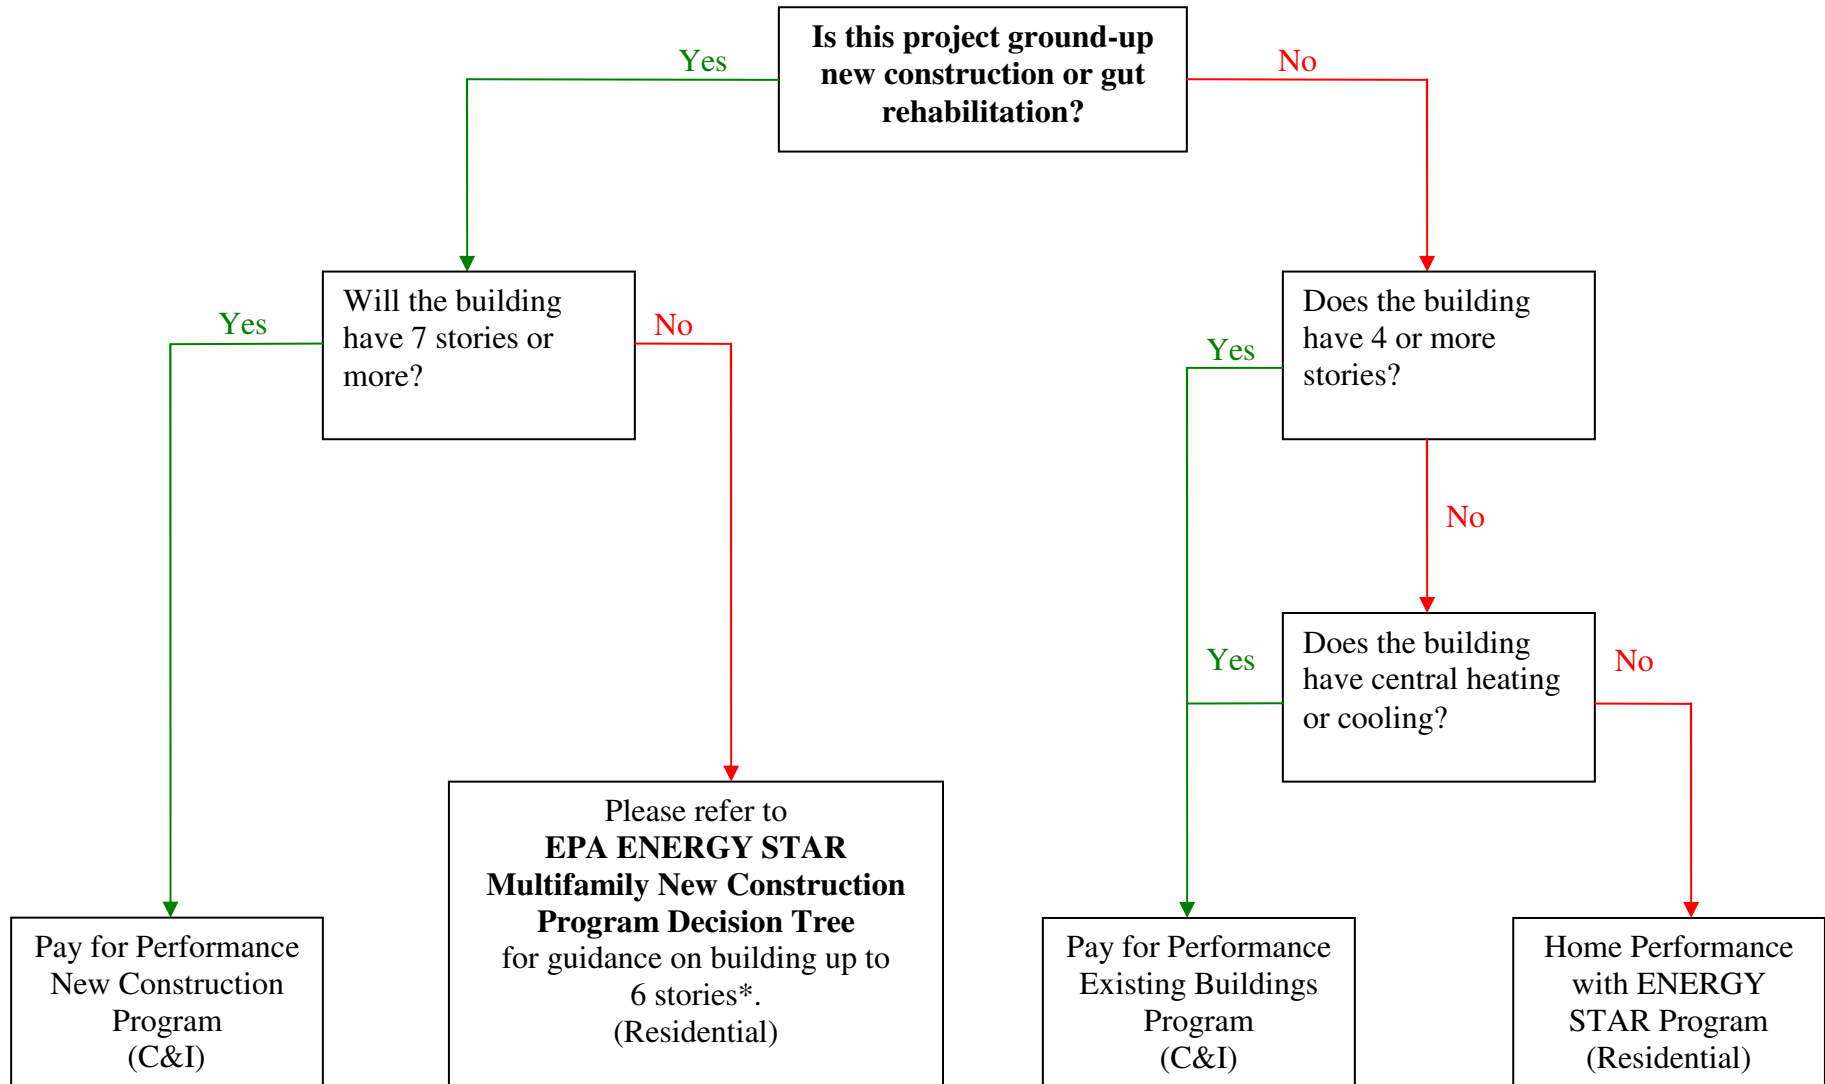 Is this project ground-up
new construction or gut
rehabilitation?
Yes
No
Will the building
have 7 stories or
more?
Yes
No
Does the building
have 4 or more
stories?
Yes
No
Does the building
have central heating
or cooling?
Yes
No
Please refer to
EPA ENERGY STAR
Multifamily New Construction
Program Decision Tree
for guidance on building up to
6 stories*.
(Residential)
Pay for Performance
New Construction
Program
(C&I)
Pay for Performance
Existing Buildings
Program
(C&I)
Home Performance
with ENERGY
STAR Program
(Residential)